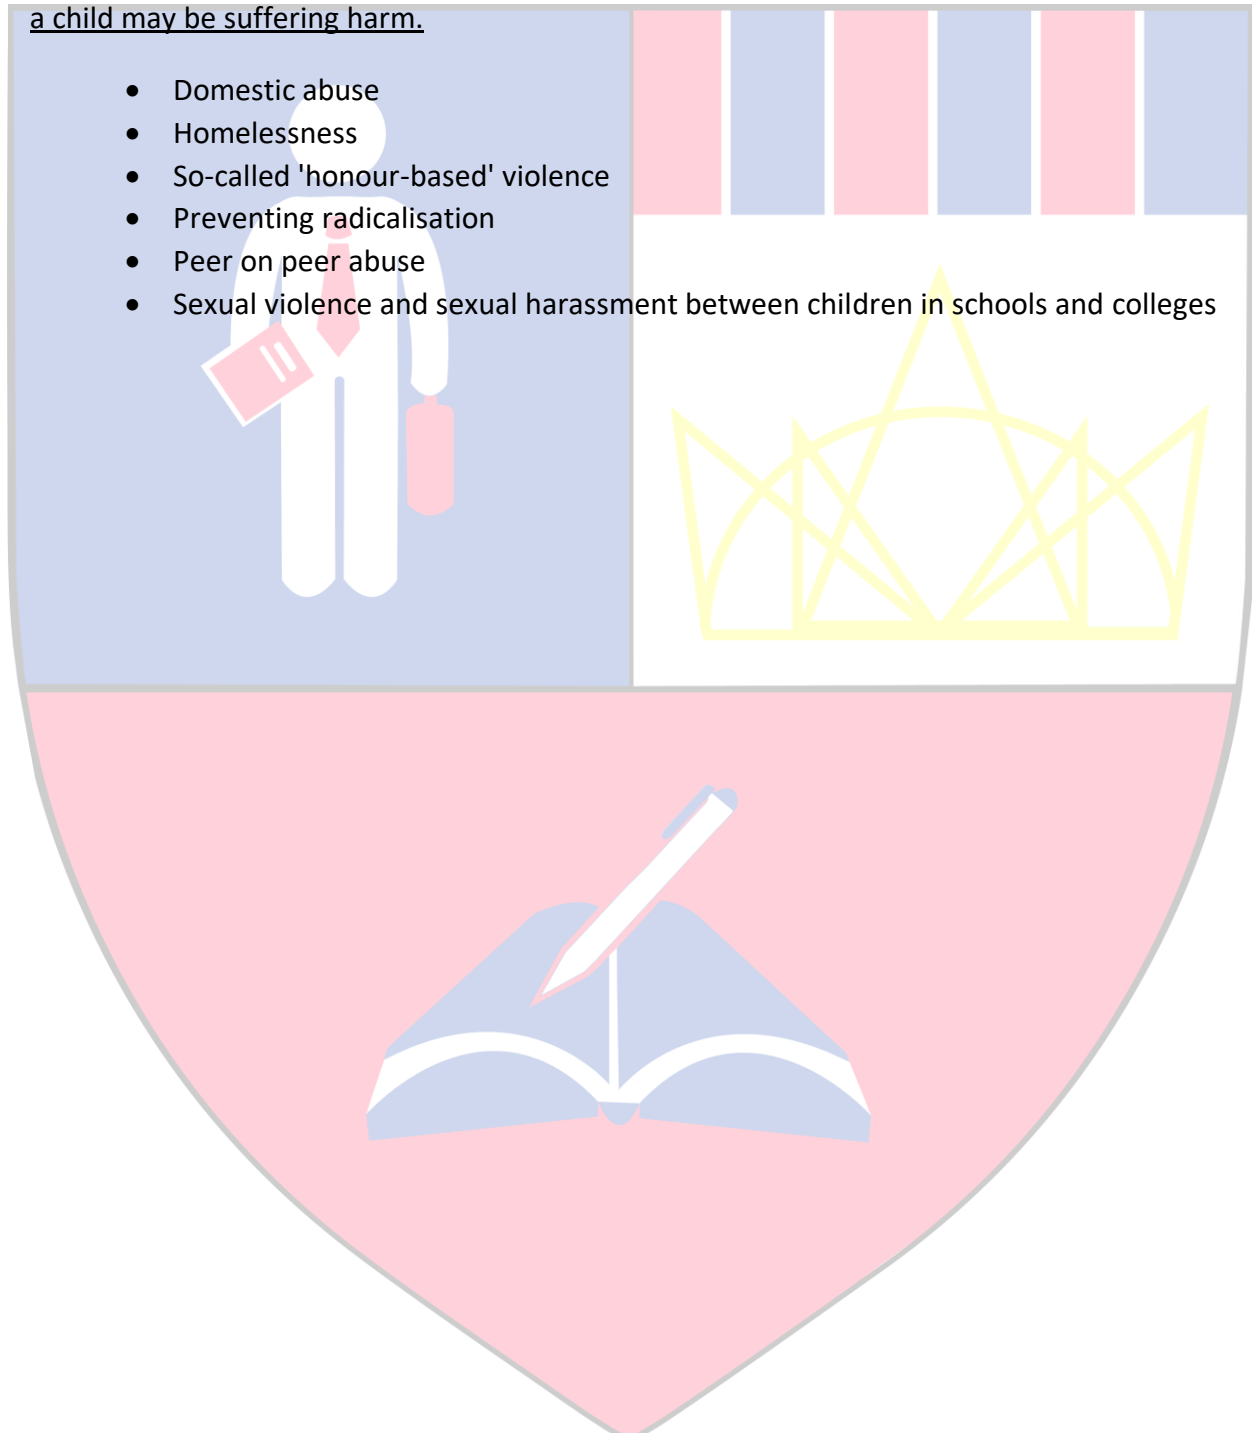 a child may be suffering harm.
• Domestic abuse
• Homelessness
• So-called 'honour-based' violence
• Preventing radicalisation
• Peer on peer abuse
• Sexual violence and sexual harassment between children in schools and colleges